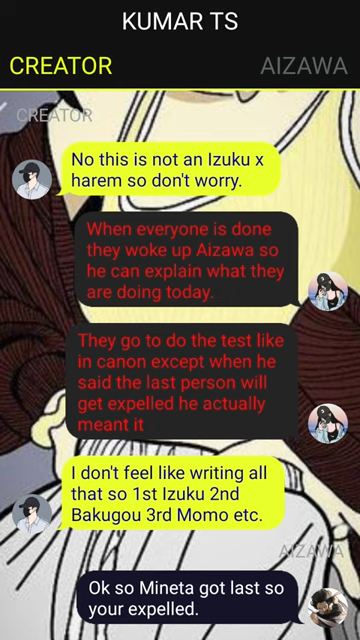 KUMAR TS
CREATOR
AIZAWA
CREATOR
No this is not an Izuku x
harem so don't worry.
When everyone is done
they woke up Aizawa so
he can explain what they
are doing today.
They go to do the test like
in canon except when he
said the last person will
get expelled he actually
meant it
I don't feel like writing all
that so 1st Izuku 2nd
Bakugou 3rd Momo etc.
AIZAWA
Ok so Mineta got last so
your expelled.